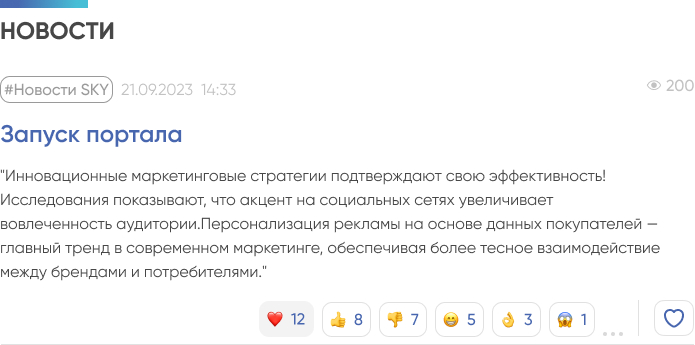 НОВОСТИ
#Новости SKY 21.09.2023 14:33 200
Запуск портала
"Инновационные маркетинговые стратегии подтверждают свою эффективность!
Исследования показывают, что акцент на социальных сетях увеличивает
вовлеченность аудитории.Персонализация рекламы на основе данных покупателей —
главный тренд в современном маркетинге, обеспечивая более тесное взаимодействие
между брендами и потребителями."
❤️ 12 👍 8 👎 7 😁 5 👌 3 😱 1 ...